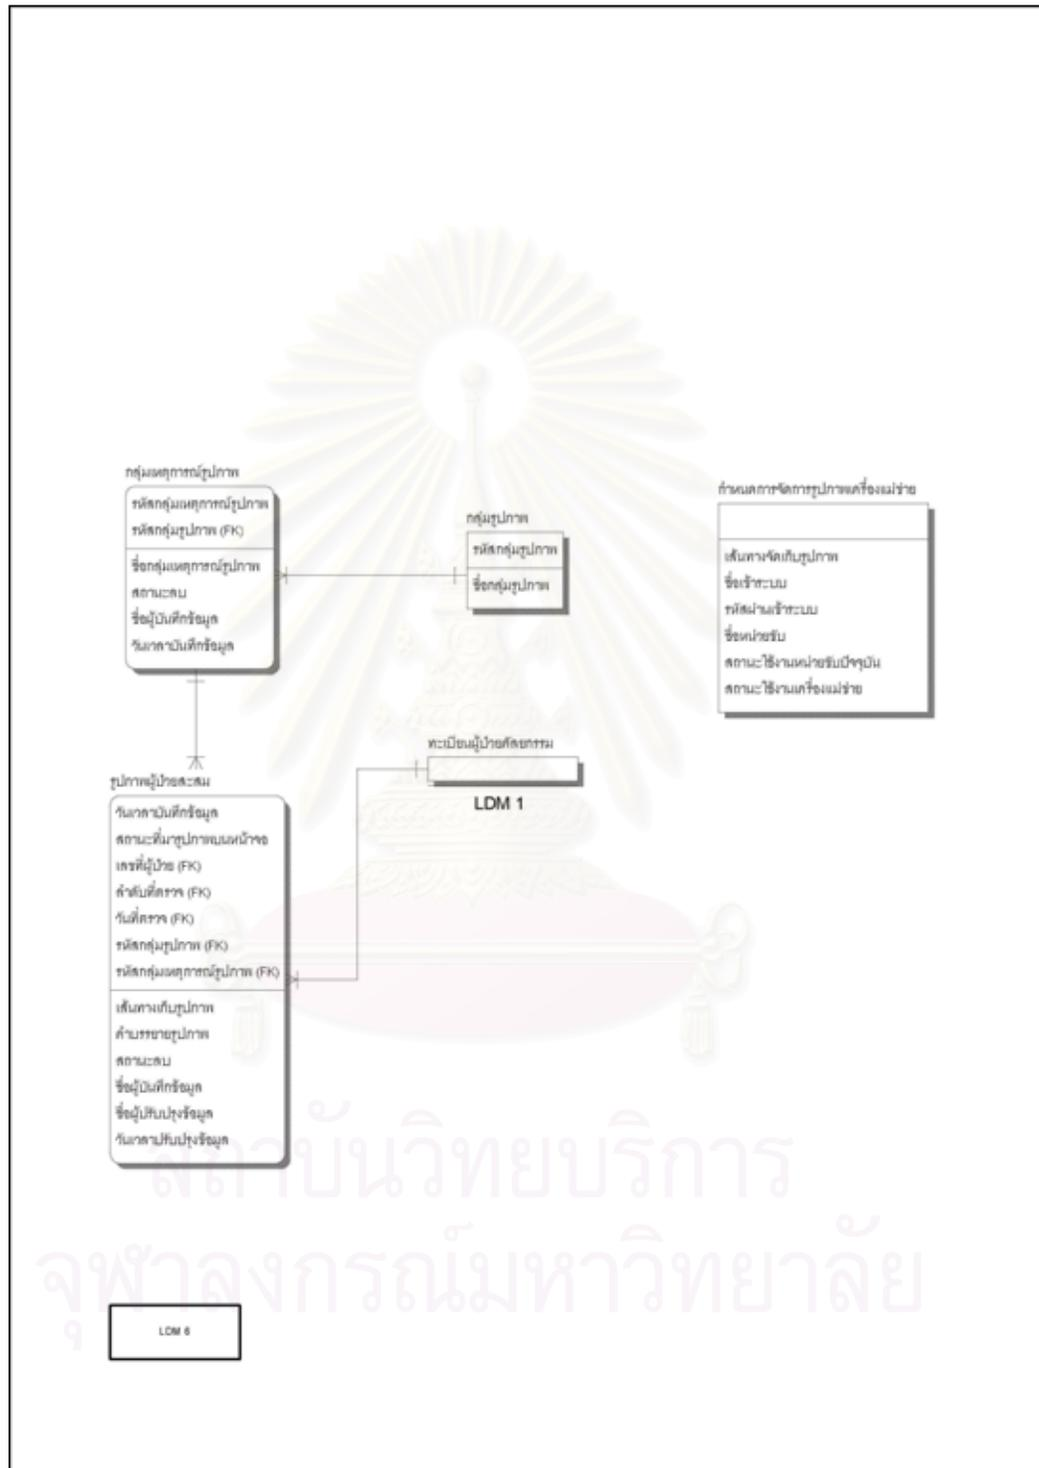 กลุ่มเหตุการณ์รูปภาพ
รหัสกลุ่มเหตุการณ์รูปภาพ
รหัสกลุ่มรูปภาพ (FK)
ชื่อกลุ่มเหตุการณ์รูปภาพ
สถานะลบ
ชื่อผู้บันทึกข้อมูล
วันเวลาบันทึกข้อมูล
กลุ่มรูปภาพ
รหัสกลุ่มรูปภาพ
ชื่อกลุ่มรูปภาพ
กำหนดการจัดการรูปภาพเครื่องแม่ข่าย
เส้นทางจัดเก็บรูปภาพ
ชื่อเข้าระบบ
รหัสผ่านเข้าระบบ
ชื่อหน่วยขับ
สถานะใช้งานหน่วยขับปัจจุบัน
สถานะใช้งานเครื่องแม่ข่าย
ทะเบียนผู้ป่วยศัลยกรรม
LDM 1
รูปภาพผู้ป่วยสะสม
วันเวลาบันทึกข้อมูล
สถานะที่มารูปภาพบนหน้าจอ
เลขที่ผู้ป่วย (FK)
ลำดับที่ตรวจ (FK)
วันที่ตรวจ (FK)
รหัสกลุ่มรูปภาพ (FK)
รหัสกลุ่มเหตุการณ์รูปภาพ (FK)
เส้นทางเก็บรูปภาพ
คำบรรยายรูปภาพ
สถานะลบ
ชื่อผู้บันทึกข้อมูล
ชื่อผู้ปรับปรุงข้อมูล
วันเวลาปรับปรุงข้อมูล
สถาบันวิทยบริการ
จุฬาลงกรณ์มหาวิทยาลัย
LDM 6